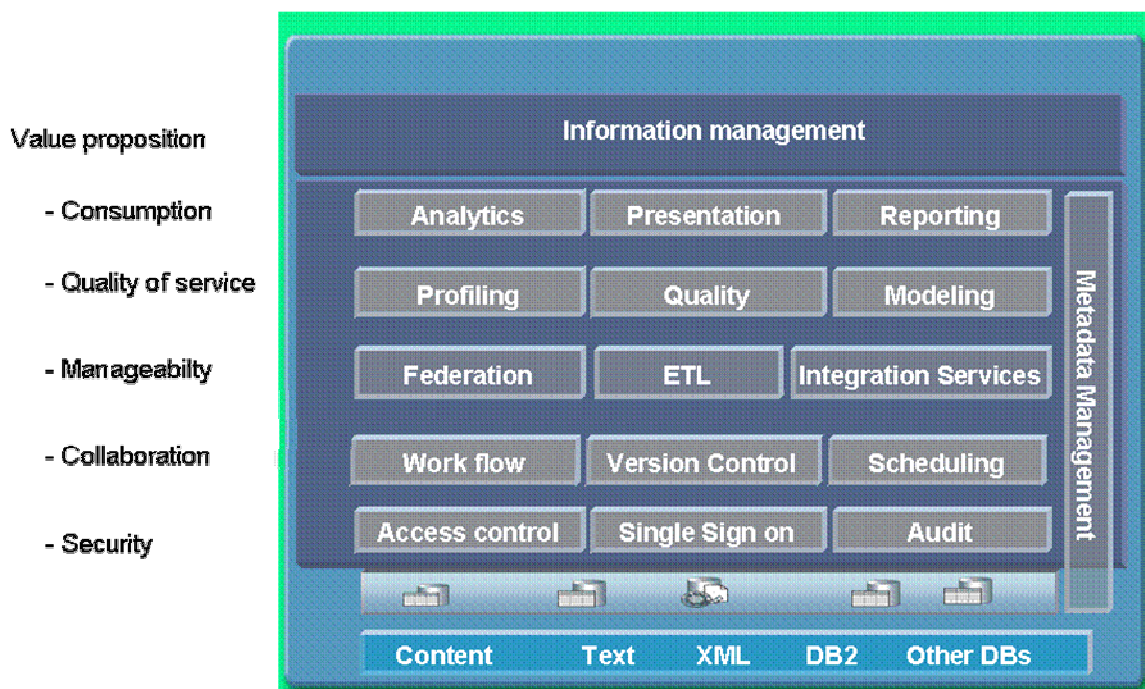 Information management
Value proposition
- Consumption
Analytics Presentation Reporting
- Quality of service
Profiling Quality Modeling
- Manageabilty
Federation ETL Integration Services
- Collaboration
Work flow Version Control Scheduling
- Security
Access control Single Sign on Audit
Metadata Management
Content Text XML DB2 Other DBs